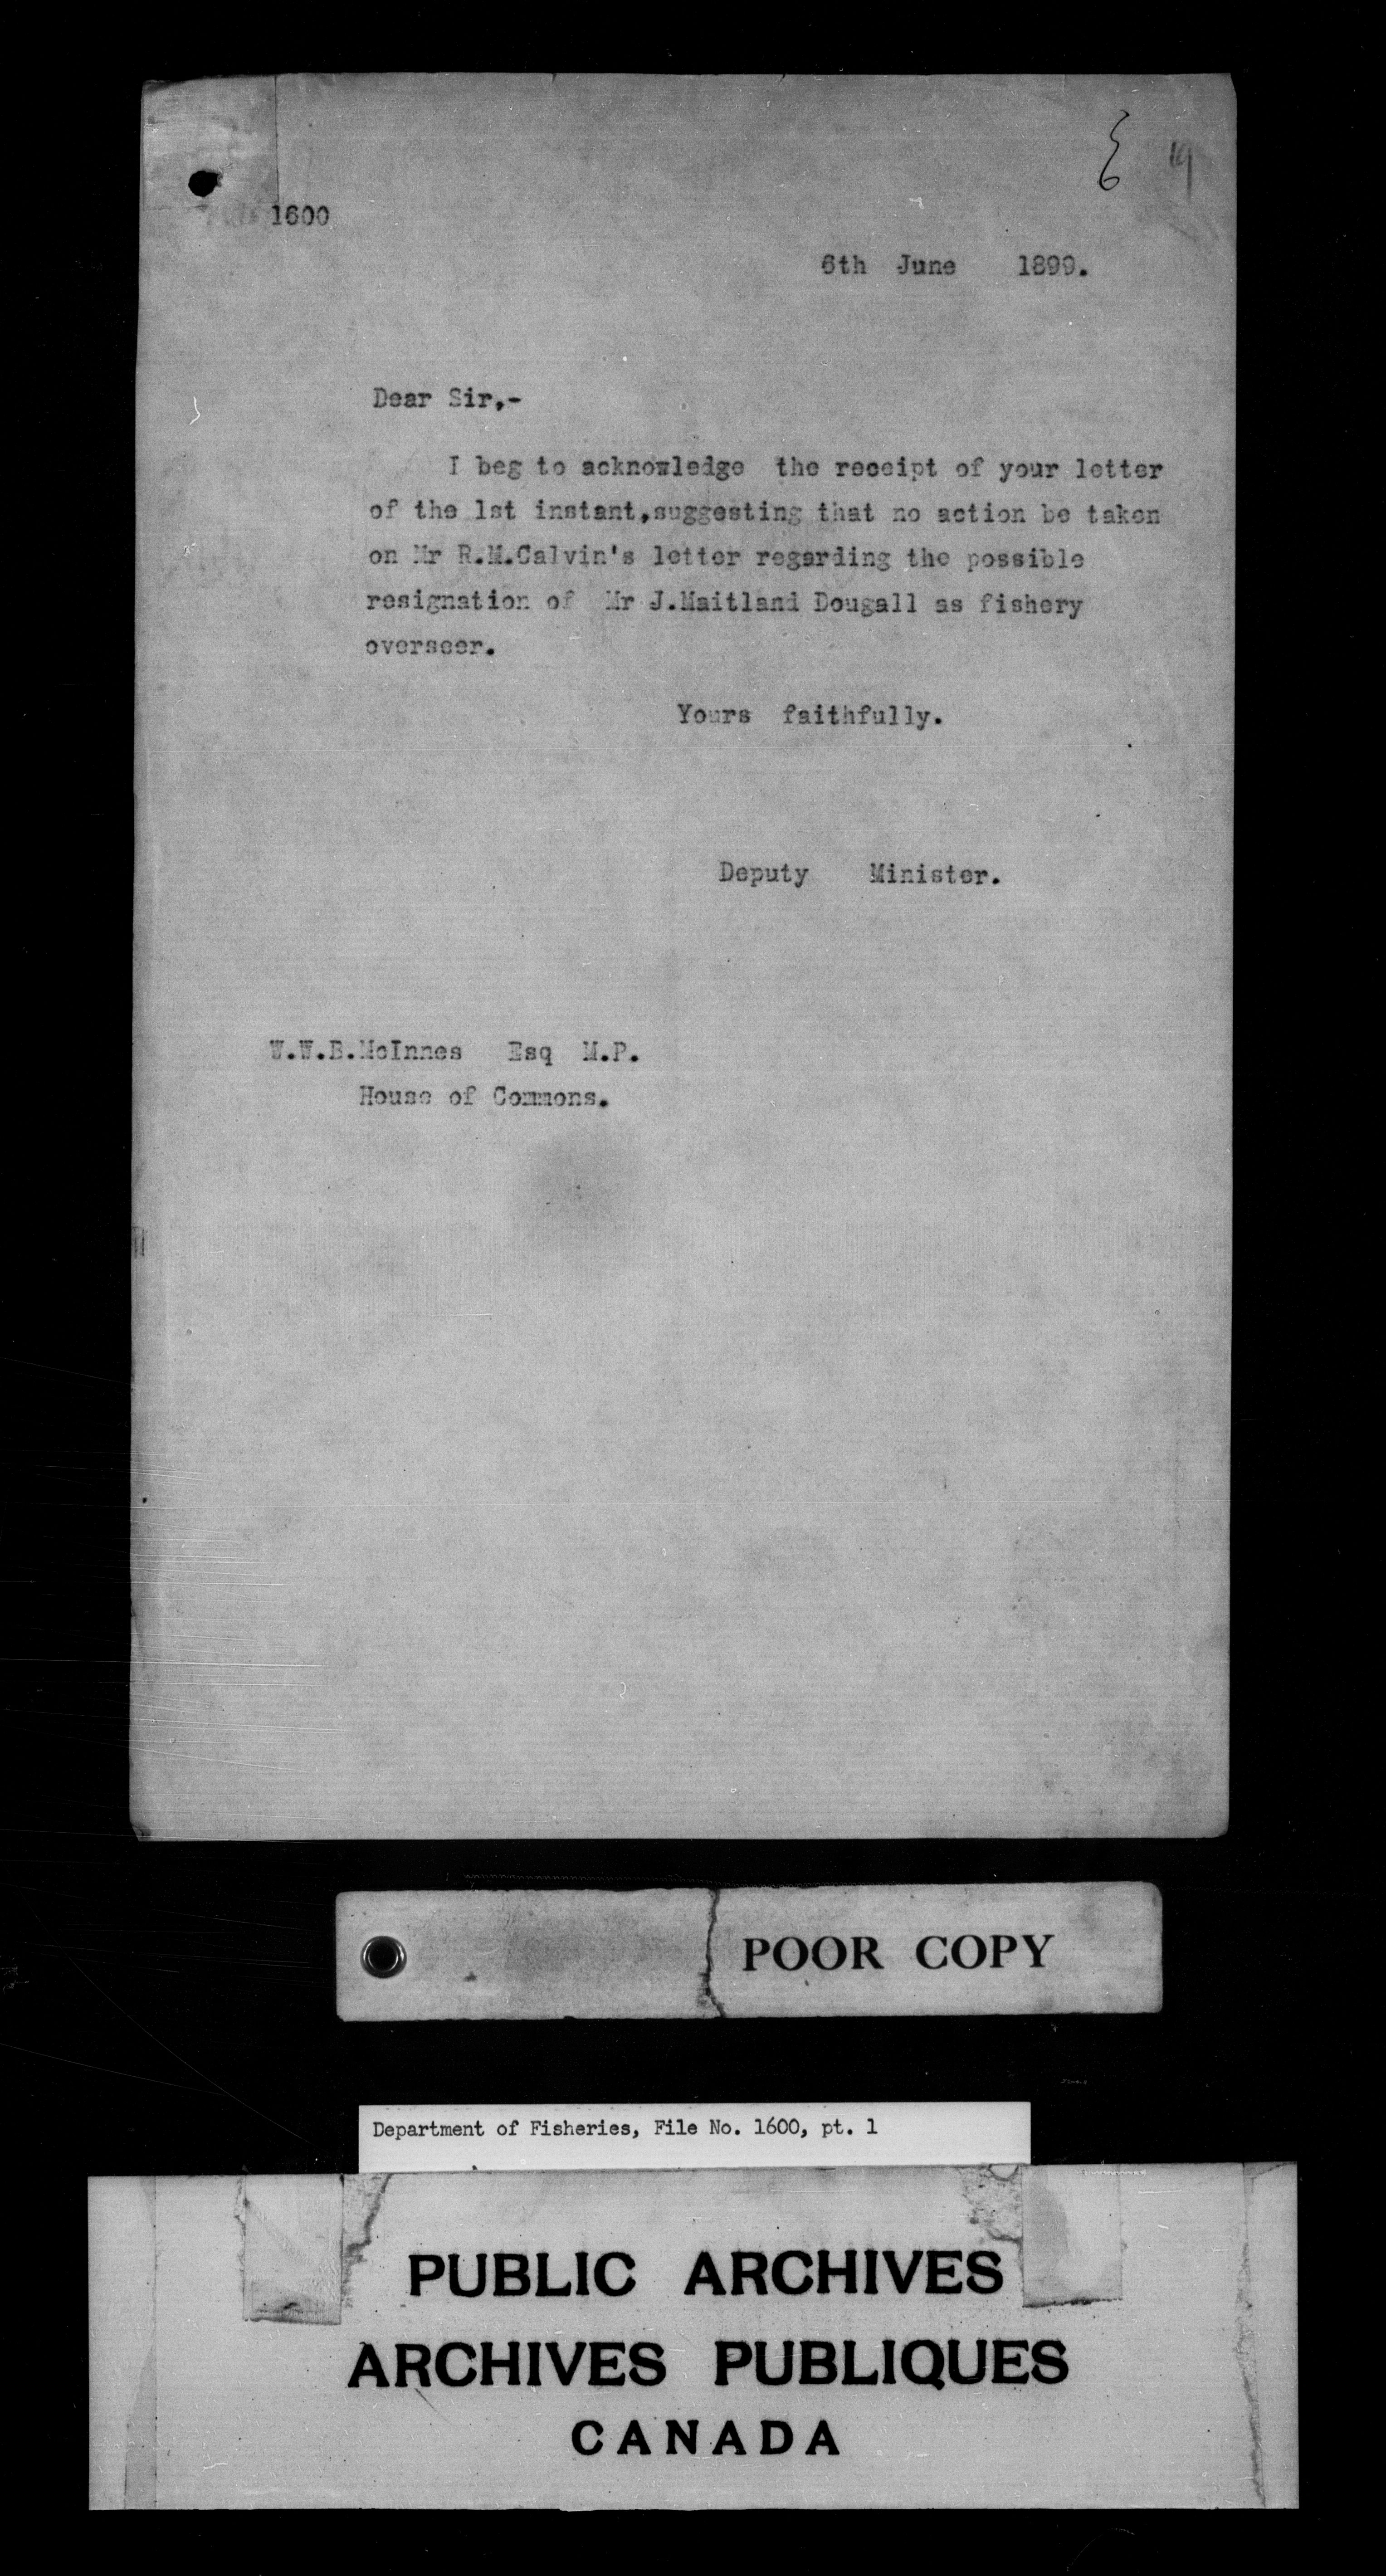 19
1600
6th June 1899.
Dear Sir,-
I beg to acknowledge the receipt of your letter
of the 1st instant,suggesting that no action be taken
on Mr R.M.Calvin's letter regarding the possible
resignation of Mr J.Maitland Dougall as fishery
overseer.
Yours faithfully.
Deputy Minister.
W.W.B.McInnes Esq M.P.
House of Commons.
POOR COPY
Department of Fisheries, File No. 1600, pt. 1
PUBLIC ARCHIVES
ARCHIVES PUBLIQUES
CANADA